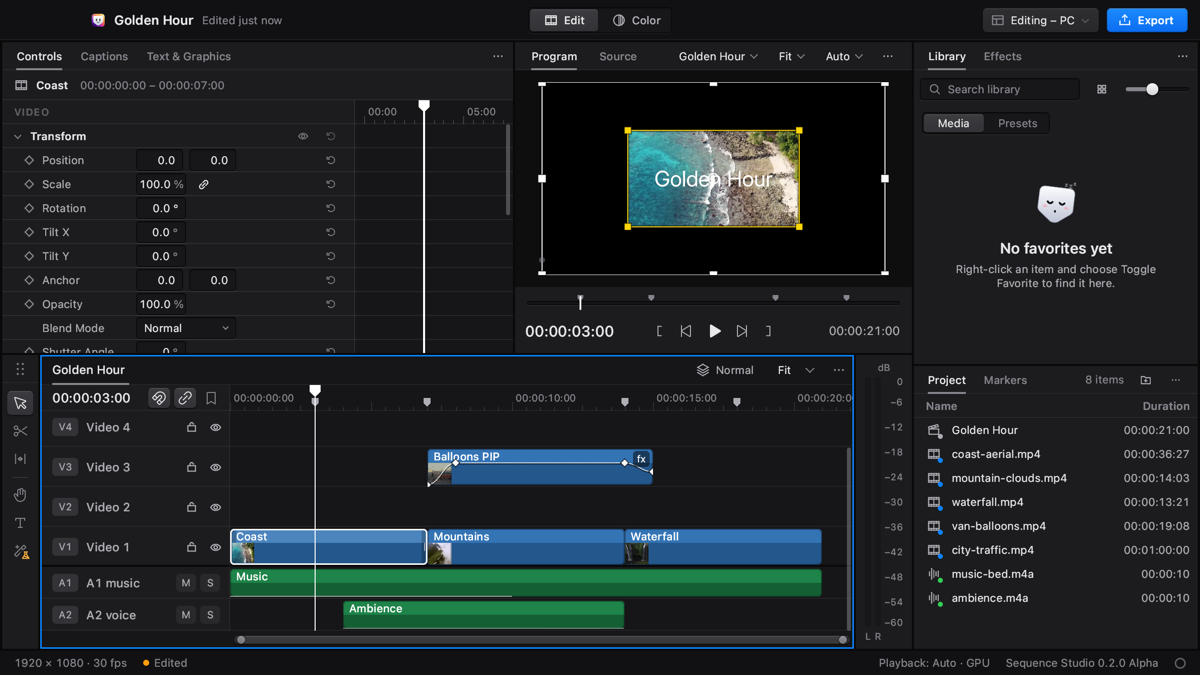 Golden Hour Edited just now
Edit Color
Editing – PC Export
Controls Captions Text & Graphics
Coast 00:00:00:00 – 00:00:07:00
VIDEO
00:00 05:00
Transform
Position 0.0 0.0
Scale 100.0 %
Rotation 0.0 °
Tilt X 0.0 °
Tilt Y 0.0 °
Anchor 0.0 0.0
Opacity 100.0 %
Blend Mode Normal
Shutter Angle 0 °
Program Source Golden Hour Fit Auto
Golden Hour
00:00:03:00 00:00:21:00
Library Effects
Search library
Media Presets
No favorites yet
Right-click an item and choose Toggle
Favorite to find it here.
Golden Hour Normal Fit
00:00:03:00
00:00:00:00 00:00:10:00 00:00:15:00 00:00:20:0
V4 Video 4
V3 Video 3 Balloons PIP fx
V2 Video 2
V1 Video 1 Coast Mountains Waterfall
A1 A1 music M S Music
A2 A2 voice M S Ambience
dB
0
-6
-12
-18
-24
-30
-36
-42
-48
-54
-60
L R
Project Markers 8 items
Name Duration
Golden Hour 00:00:21:00
coast-aerial.mp4 00:00:36:27
mountain-clouds.mp4 00:00:14:03
waterfall.mp4 00:00:13:21
van-balloons.mp4 00:00:19:08
city-traffic.mp4 00:01:00:00
music-bed.m4a 00:00:10
ambience.m4a 00:00:10
1920 × 1080 · 30 fps Edited
Playback: Auto · GPU Sequence Studio 0.2.0 Alpha